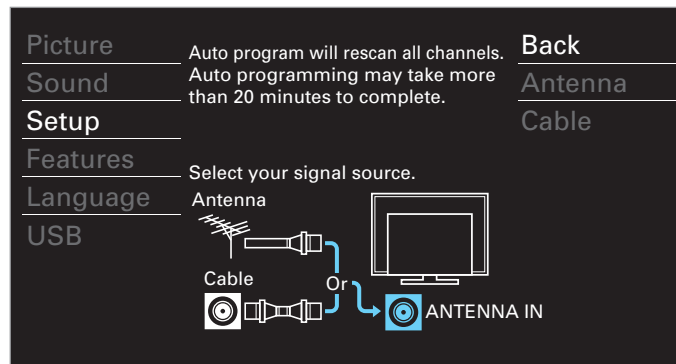 Picture
Sound
Setup
Features
Language
USB
Auto program will rescan all channels.
Auto programming may take more
than 20 minutes to complete.
Select your signal source.
Antenna
Cable
Or
ANTENNA IN
Back
Antenna
Cable